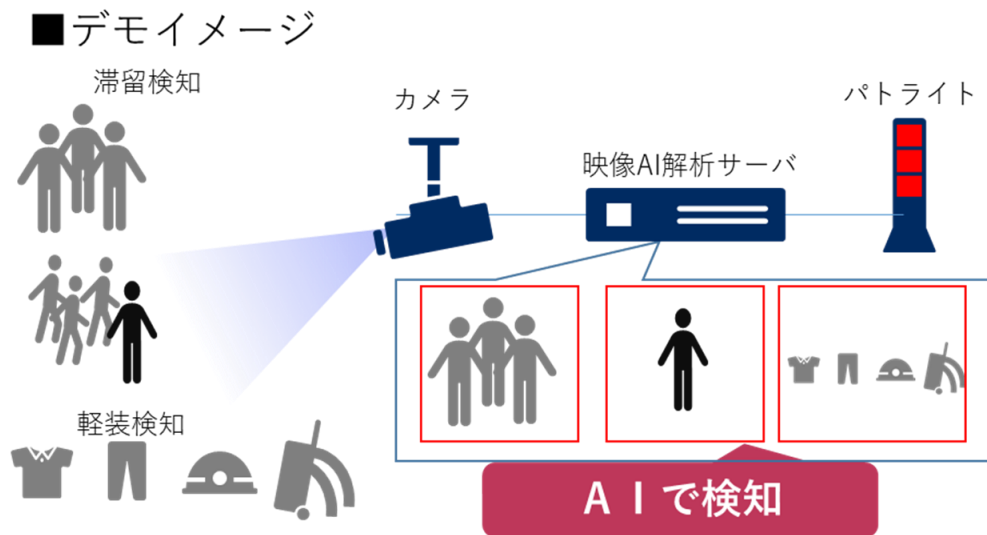 ■デモイメージ
滞留検知
カメラ
パトライト
映像AI解析サーバ
軽装検知
ＡＩで検知